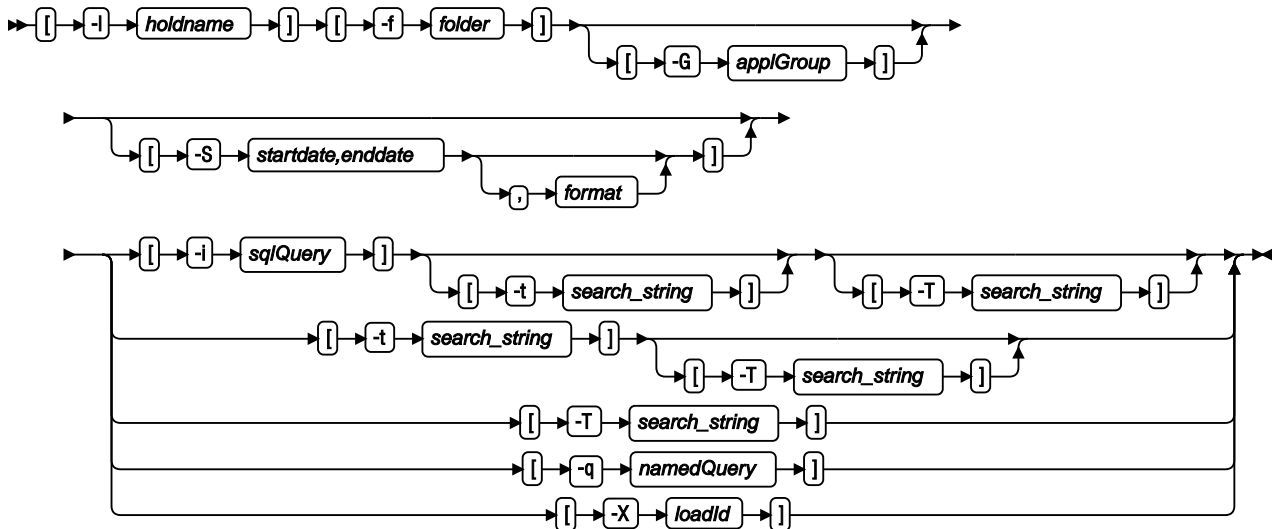 [ -l holdname ] [ -f folder ]
[ -G applGroup ]
[ -S startdate,enddate ]
, format
[ -i sqlQuery ]
[ -t search_string ] [ -T search_string ]
[ -t search_string ]
[ -T search_string ]
[ -T search_string ]
[ -q namedQuery ]
[ -X loadId ]